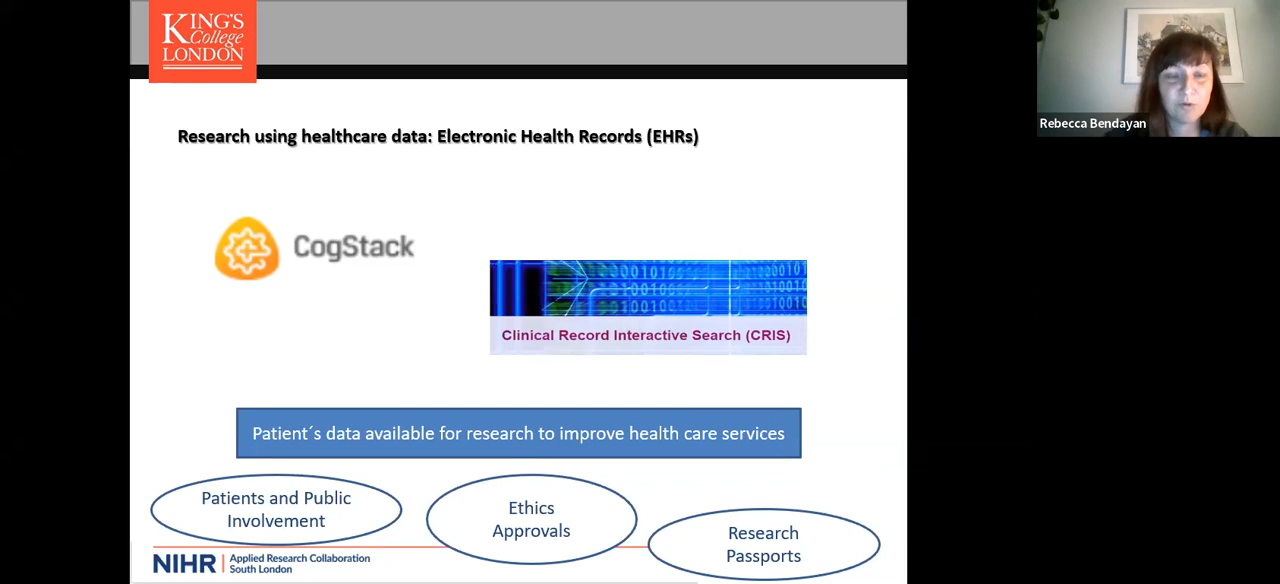 KING'S
College
LONDON
Rebecca Bendayan
Research using healthcare data: Electronic Health Records (EHRs)
CogStack
Clinical Record Interactive Search (CRIS)
Patient´s data available for research to improve health care services
Patients and Public
Involvement
Ethics
Approvals
Research
Passports
NIHR | Applied Research Collaboration
South London